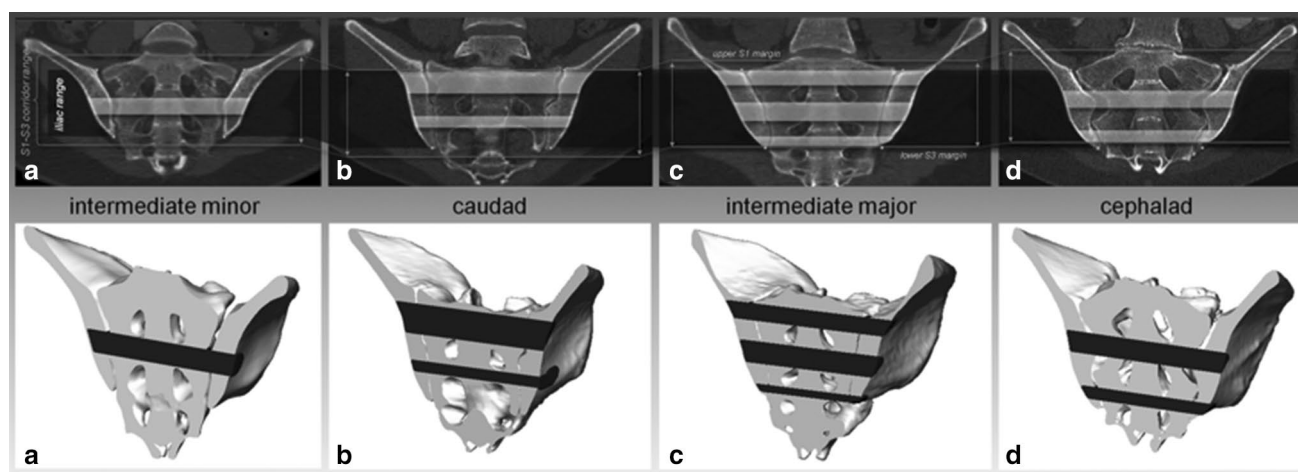 S1-S3 corridor range
iliac range
upper S1 margin
lower S3 margin
a
b
c
d
intermediate minor
caudad
intermediate major
cephalad
a
b
c
d